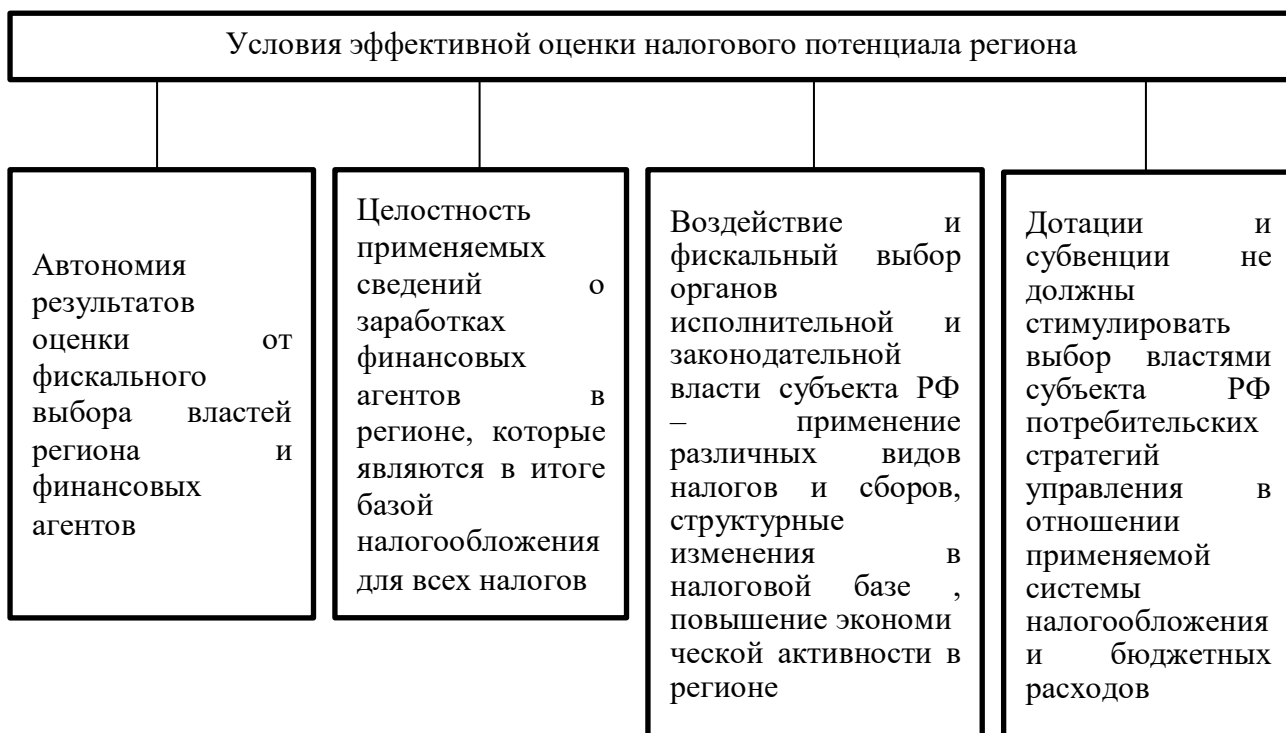 Условия эффективной оценки налогового потенциала региона
Автономия
результатов
оценки от
фискального
выбора властей
региона и
финансовых
агентов
Целостность
применяемых
сведений о
заработках
финансовых
агентов в
регионе, которые
являются в итоге
базой
налогообложения
для всех налогов
Воздействие и
фискальный выбор
органов
исполнительной и
законодательной
власти субъекта РФ
– применение
различных видов
налогов и сборов,
структурные
изменения в
налоговой базе ,
повышение экономи
ческой активности в
регионе
Дотации и
субвенции не
должны
стимулировать
выбор властями
субъекта РФ
потребительских
стратегий
управления в
отношении
применяемой
системы
налогообложения
и бюджетных
расходов